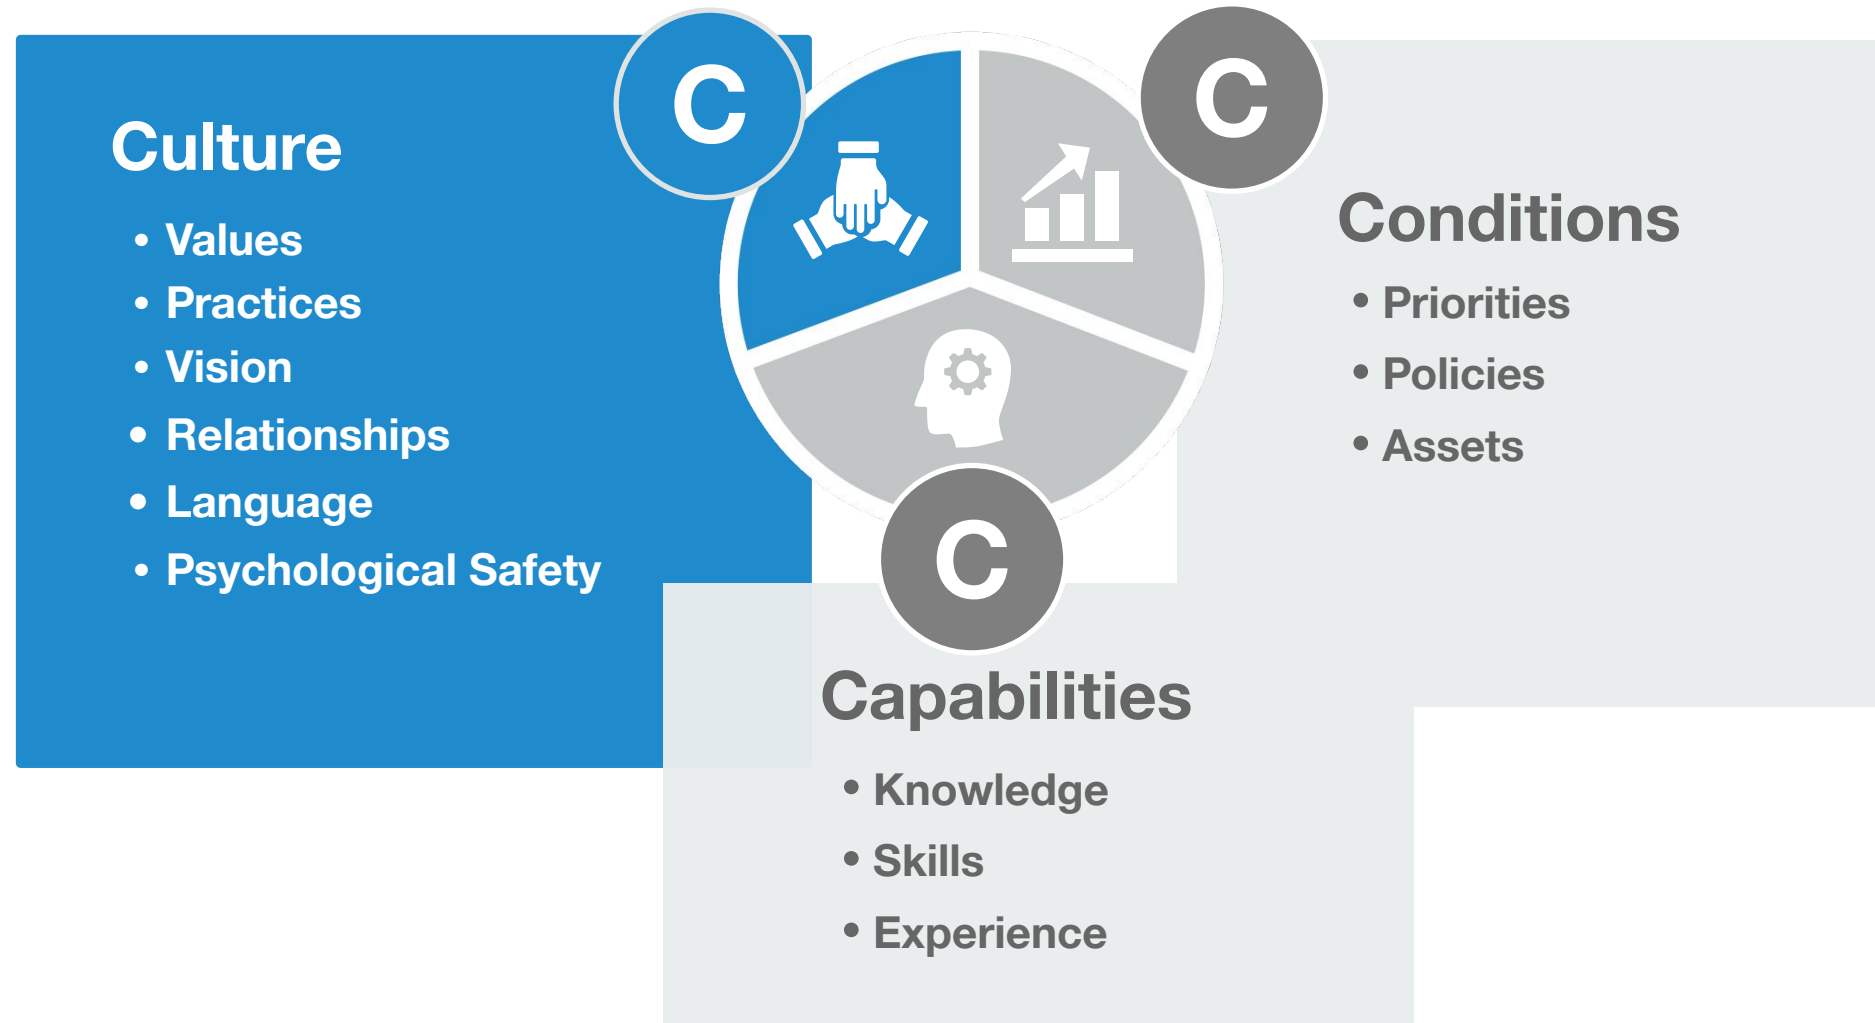 C
Culture
• Values
• Practices
• Vision
• Relationships
• Language
• Psychological Safety
C
Conditions
• Priorities
• Policies
• Assets
C
Capabilities
• Knowledge
• Skills
• Experience